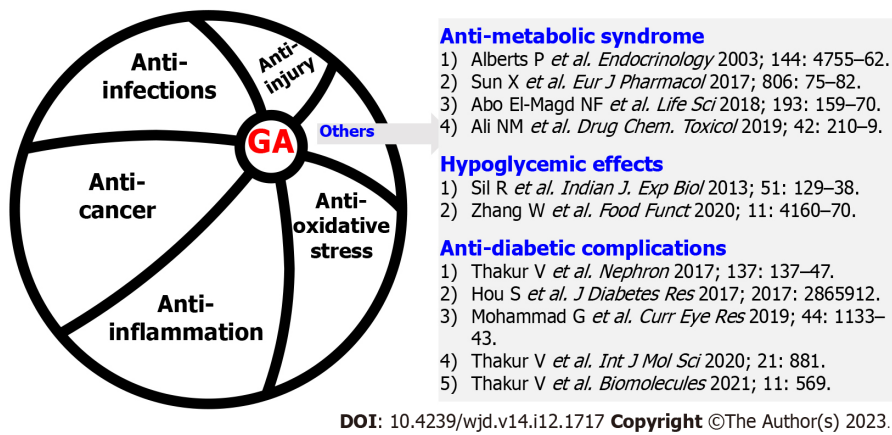 Anti-
infections
Anti-
injury
GA
Others
Anti-
cancer
Anti-
oxidative
stress
Anti-
inflammation
Anti-metabolic syndrome
1) Alberts P et al. Endocrinology 2003; 144: 4755–62.
2) Sun X et al. Eur J Pharmacol 2017; 806: 75–82.
3) Abo El-Magd NF et al. Life Sci 2018; 193: 159–70.
4) Ali NM et al. Drug Chem. Toxicol 2019; 42: 210–9.
Hypoglycemic effects
1) Sil R et al. Indian J. Exp Biol 2013; 51: 129–38.
2) Zhang W et al. Food Funct 2020; 11: 4160–70.
Anti-diabetic complications
1) Thakur V et al. Nephron 2017; 137: 137–47.
2) Hou S et al. J Diabetes Res 2017; 2017: 2865912.
3) Mohammad G et al. Curr Eye Res 2019; 44: 1133–
43.
4) Thakur V et al. Int J Mol Sci 2020; 21: 881.
5) Thakur V et al. Biomolecules 2021; 11: 569.
DOI: 10.4239/wjd.v14.i12.1717 Copyright ©The Author(s) 2023.